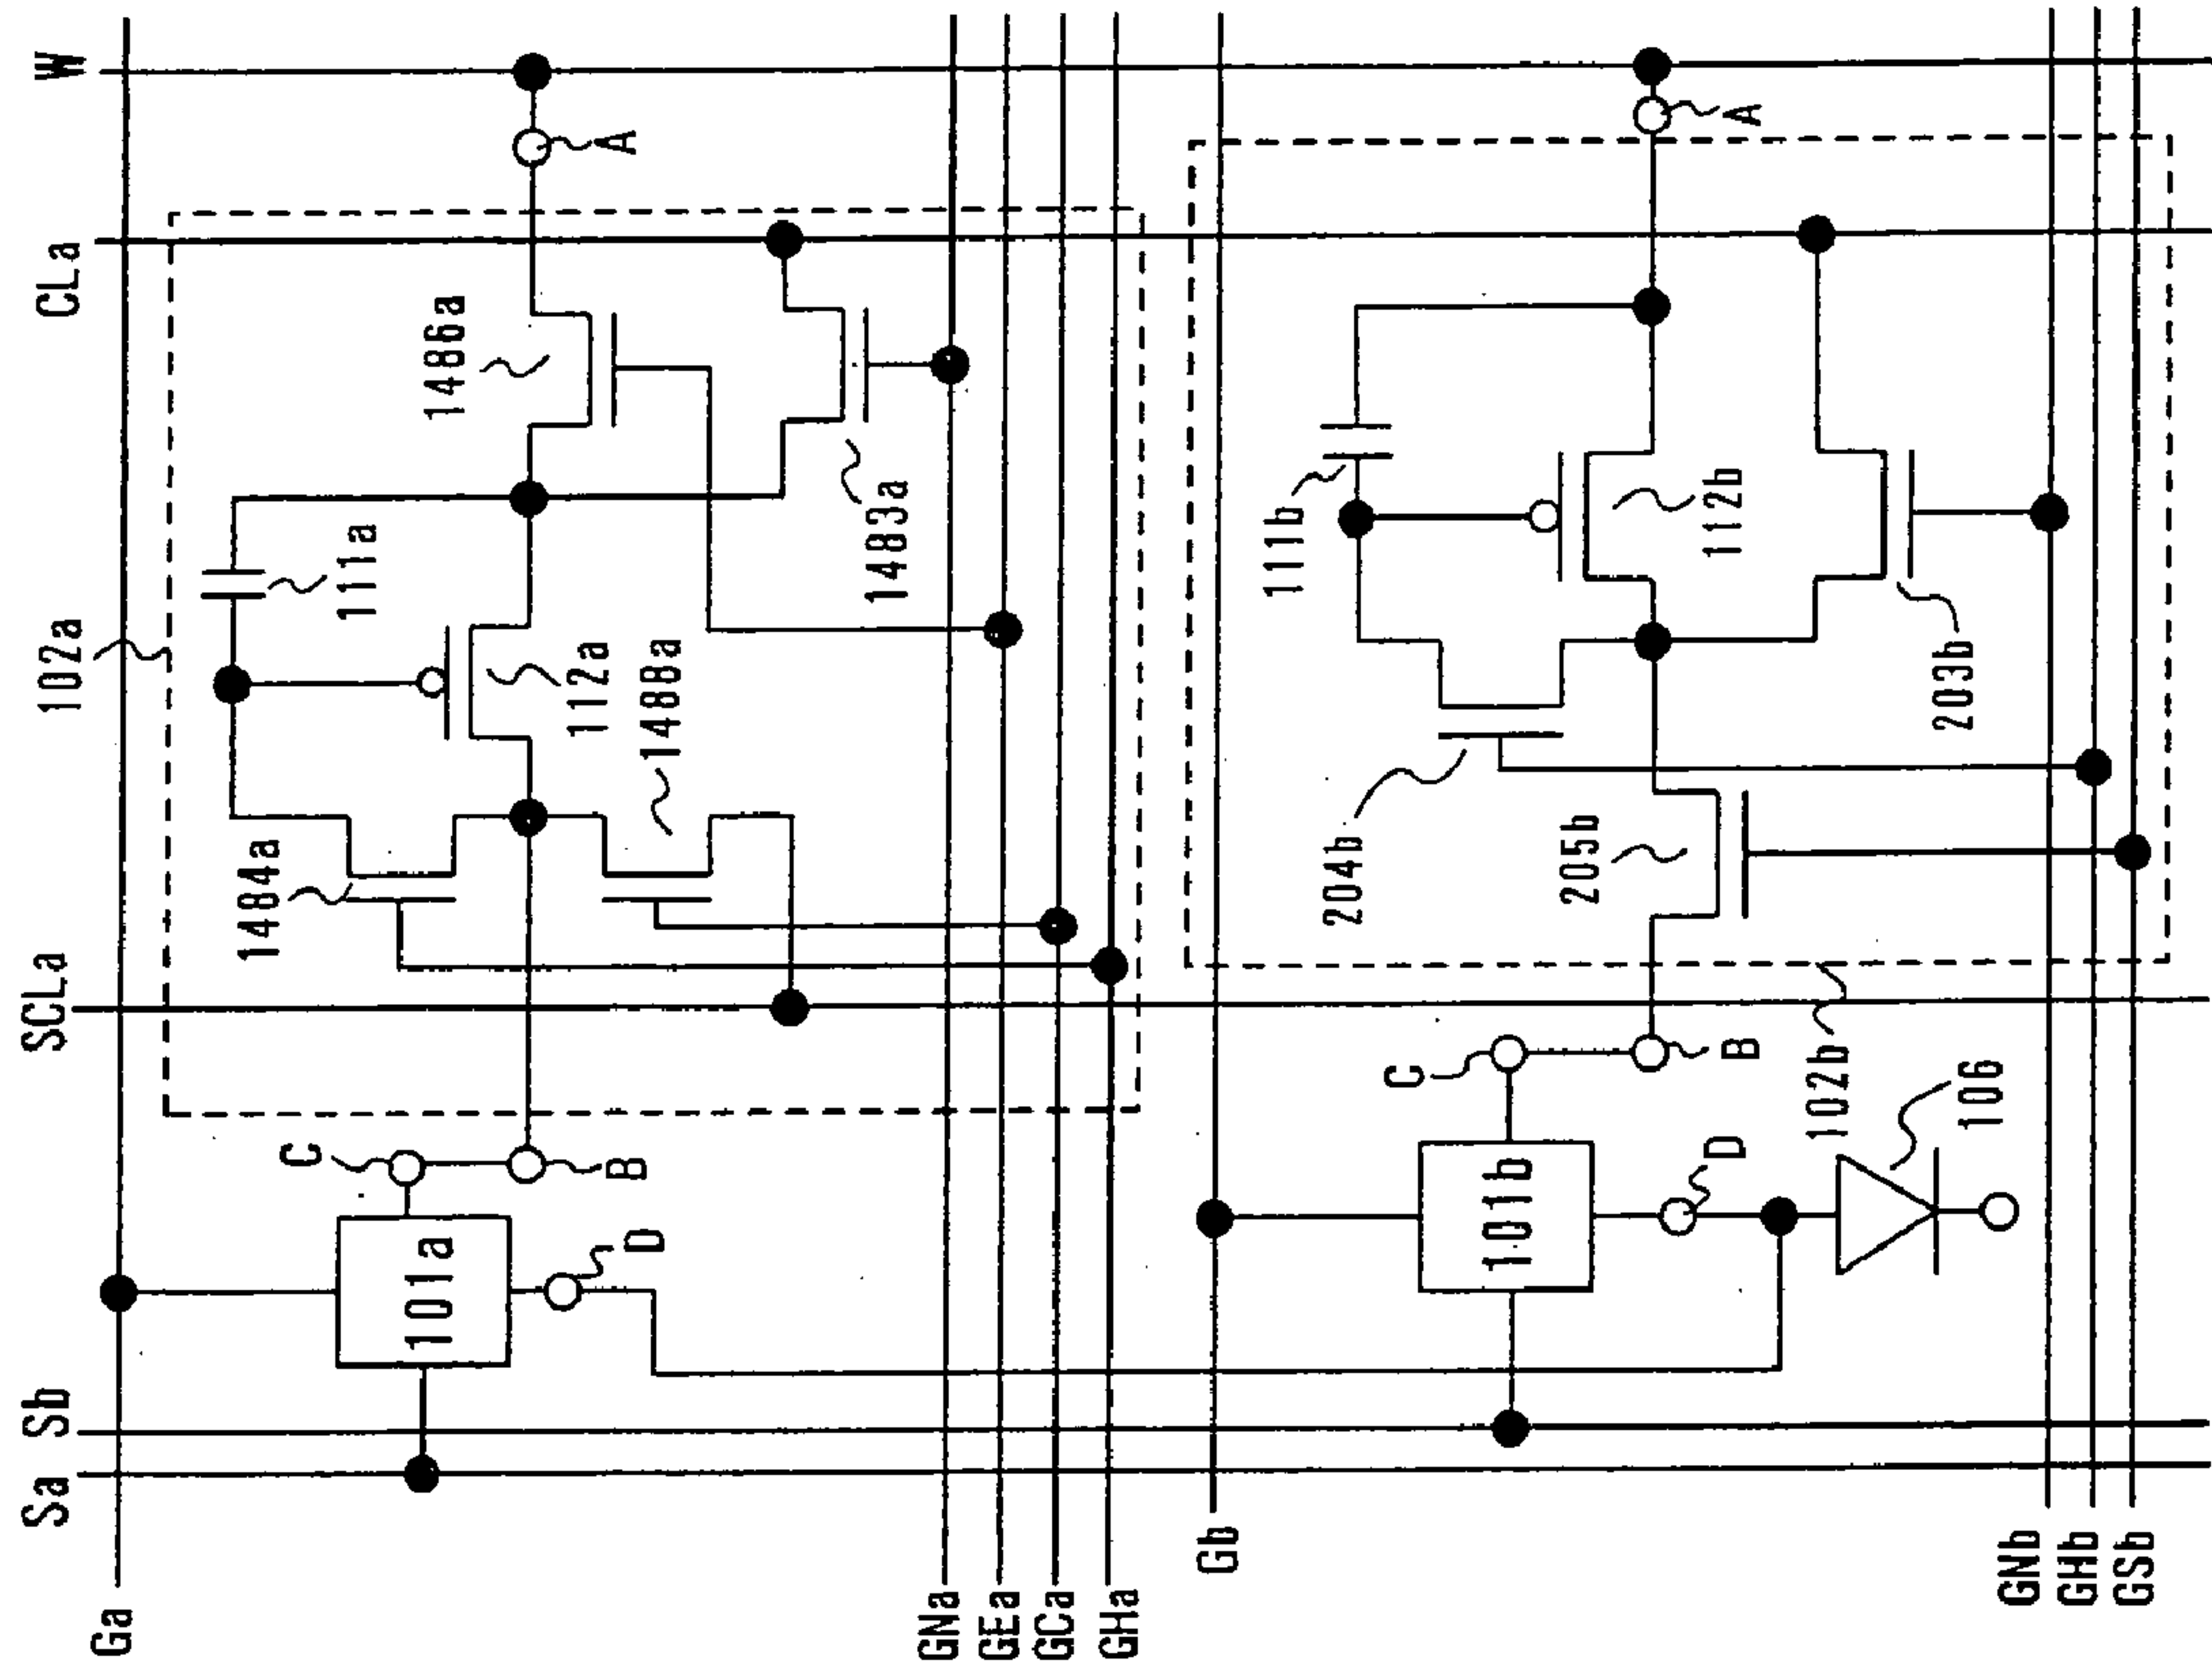 Sa
Sb
SCLa
102a
CLa
W
Ga
101a
C
B
D
1484a
1488a
112a
111a
1486a
1483a
A
GNa
GEa
GCa
GHa
Gb
101b
C
B
D
102b
106
204b
205b
111b
112b
203b
A
GNb
GHb
GSb